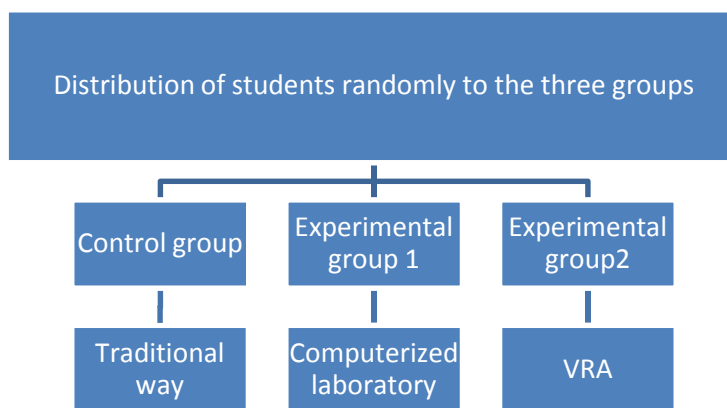 Distribution of students randomly to the three groups
Control group
Experimental
group 1
Experimental
group2
Traditional
way
Computerized
laboratory
VRA